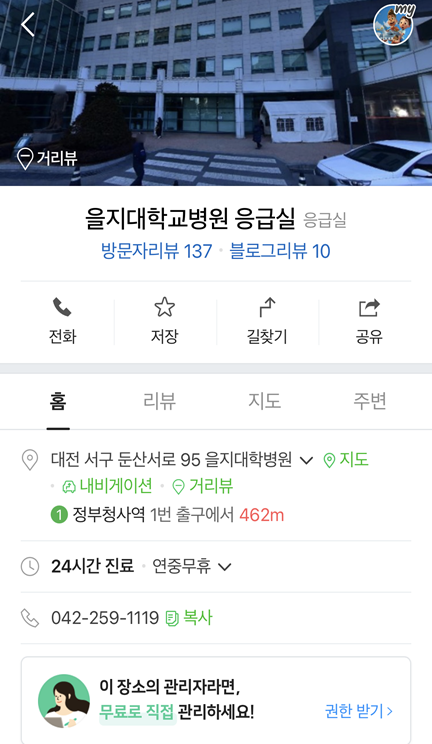 my
거리뷰
을지대학교병원 응급실 응급실
방문자리뷰 137 · 블로그리뷰 10
전화 저장 길찾기 공유
홈 리뷰 지도 주변
대전 서구 둔산서로 95 을지대학병원 지도
· 내비게이션 · 거리뷰
1 정부청사역 1번 출구에서 462m
24시간 진료 · 연중무휴
042-259-1119 복사
이 장소의 관리자라면,
무료로 직접 관리하세요! 권한 받기 >